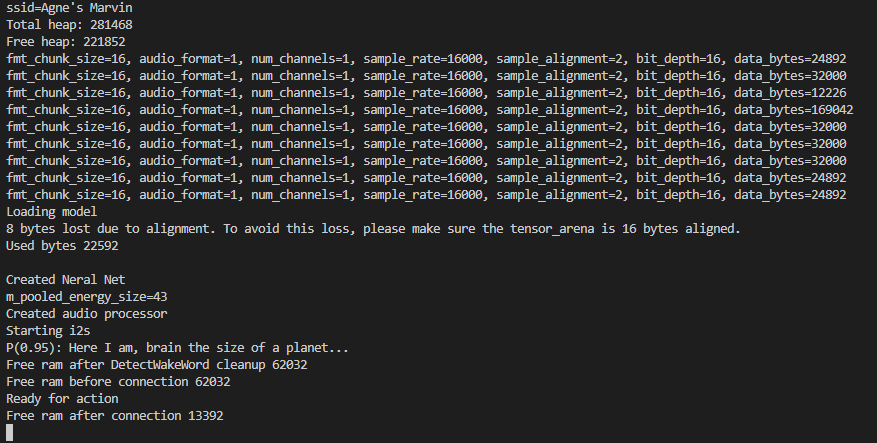 ssid=Agne's Marvin
Total heap: 281468
Free heap: 221852
fmt_chunk_size=16, audio_format=1, num_channels=1, sample_rate=16000, sample_alignment=2, bit_depth=16, data_bytes=24892
fmt_chunk_size=16, audio_format=1, num_channels=1, sample_rate=16000, sample_alignment=2, bit_depth=16, data_bytes=32000
fmt_chunk_size=16, audio_format=1, num_channels=1, sample_rate=16000, sample_alignment=2, bit_depth=16, data_bytes=12226
fmt_chunk_size=16, audio_format=1, num_channels=1, sample_rate=16000, sample_alignment=2, bit_depth=16, data_bytes=169042
fmt_chunk_size=16, audio_format=1, num_channels=1, sample_rate=16000, sample_alignment=2, bit_depth=16, data_bytes=32000
fmt_chunk_size=16, audio_format=1, num_channels=1, sample_rate=16000, sample_alignment=2, bit_depth=16, data_bytes=32000
fmt_chunk_size=16, audio_format=1, num_channels=1, sample_rate=16000, sample_alignment=2, bit_depth=16, data_bytes=32000
fmt_chunk_size=16, audio_format=1, num_channels=1, sample_rate=16000, sample_alignment=2, bit_depth=16, data_bytes=24892
fmt_chunk_size=16, audio_format=1, num_channels=1, sample_rate=16000, sample_alignment=2, bit_depth=16, data_bytes=24892
Loading model
8 bytes lost due to alignment. To avoid this loss, please make sure the tensor_arena is 16 bytes aligned.
Used bytes 22592
Created Neral Net
m_pooled_energy_size=43
Created audio processor
Starting i2s
P(0.95): Here I am, brain the size of a planet...
Free ram after DetectWakeWord cleanup 62032
Free ram before connection 62032
Ready for action
Free ram after connection 13392